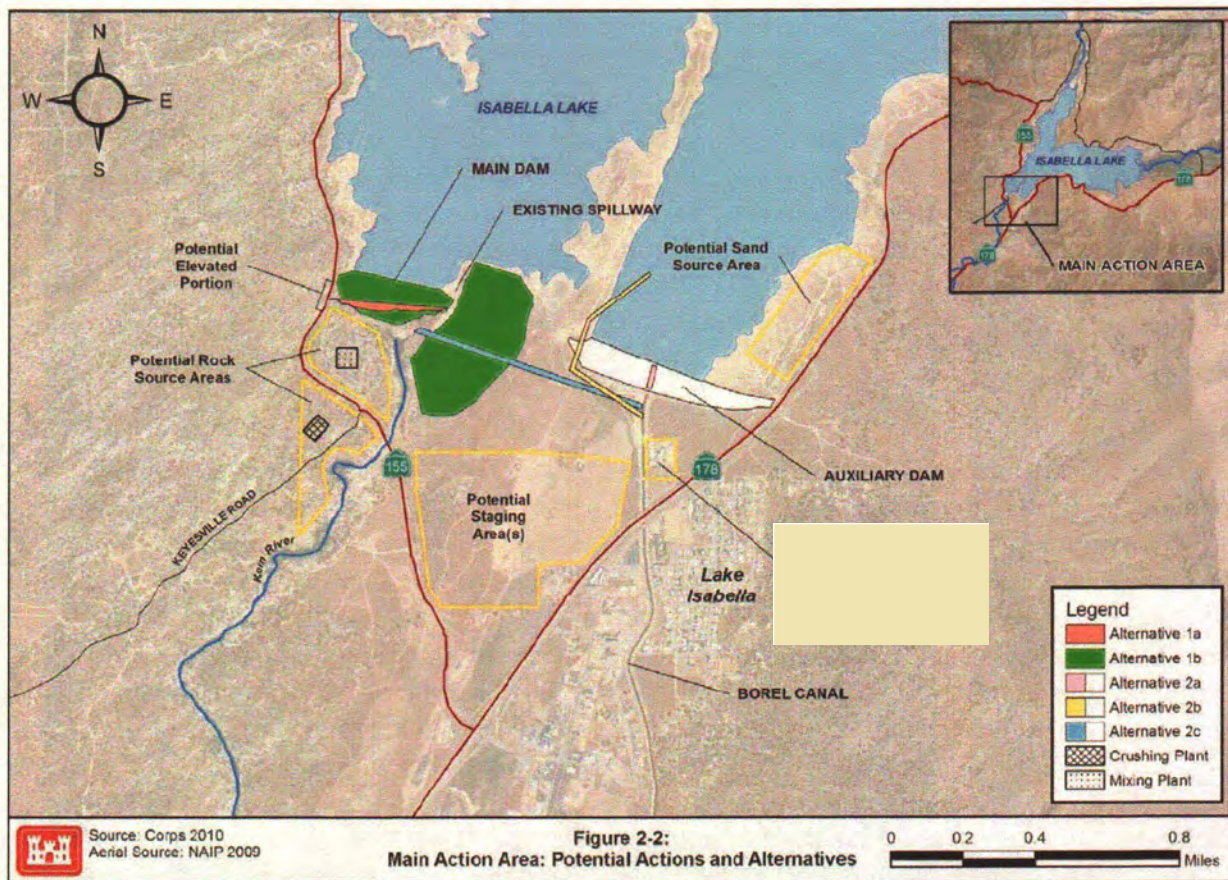 N
W
E
S
ISABELLA LAKE
MAIN DAM
EXISTING SPILLWAY
Potential
Elevated
Portion
Potential Sand
Source Area
Potential Rock
Source Areas
155
178
AUXILIARY DAM
KEYESVILLE ROAD
Kern River
Potential
Staging
Area(s)
Lake
Isabella
BOREL CANAL
155
ISABELLA LAKE
178
178
MAIN ACTION AREA
Legend
Alternative 1a
Alternative 1b
Alternative 2a
Alternative 2b
Alternative 2c
Crushing Plant
Mixing Plant
Source: Corps 2010
Aerial Source: NAIP 2009
Figure 2-2:
Main Action Area: Potential Actions and Alternatives
0 0.2 0.4 0.8
Miles